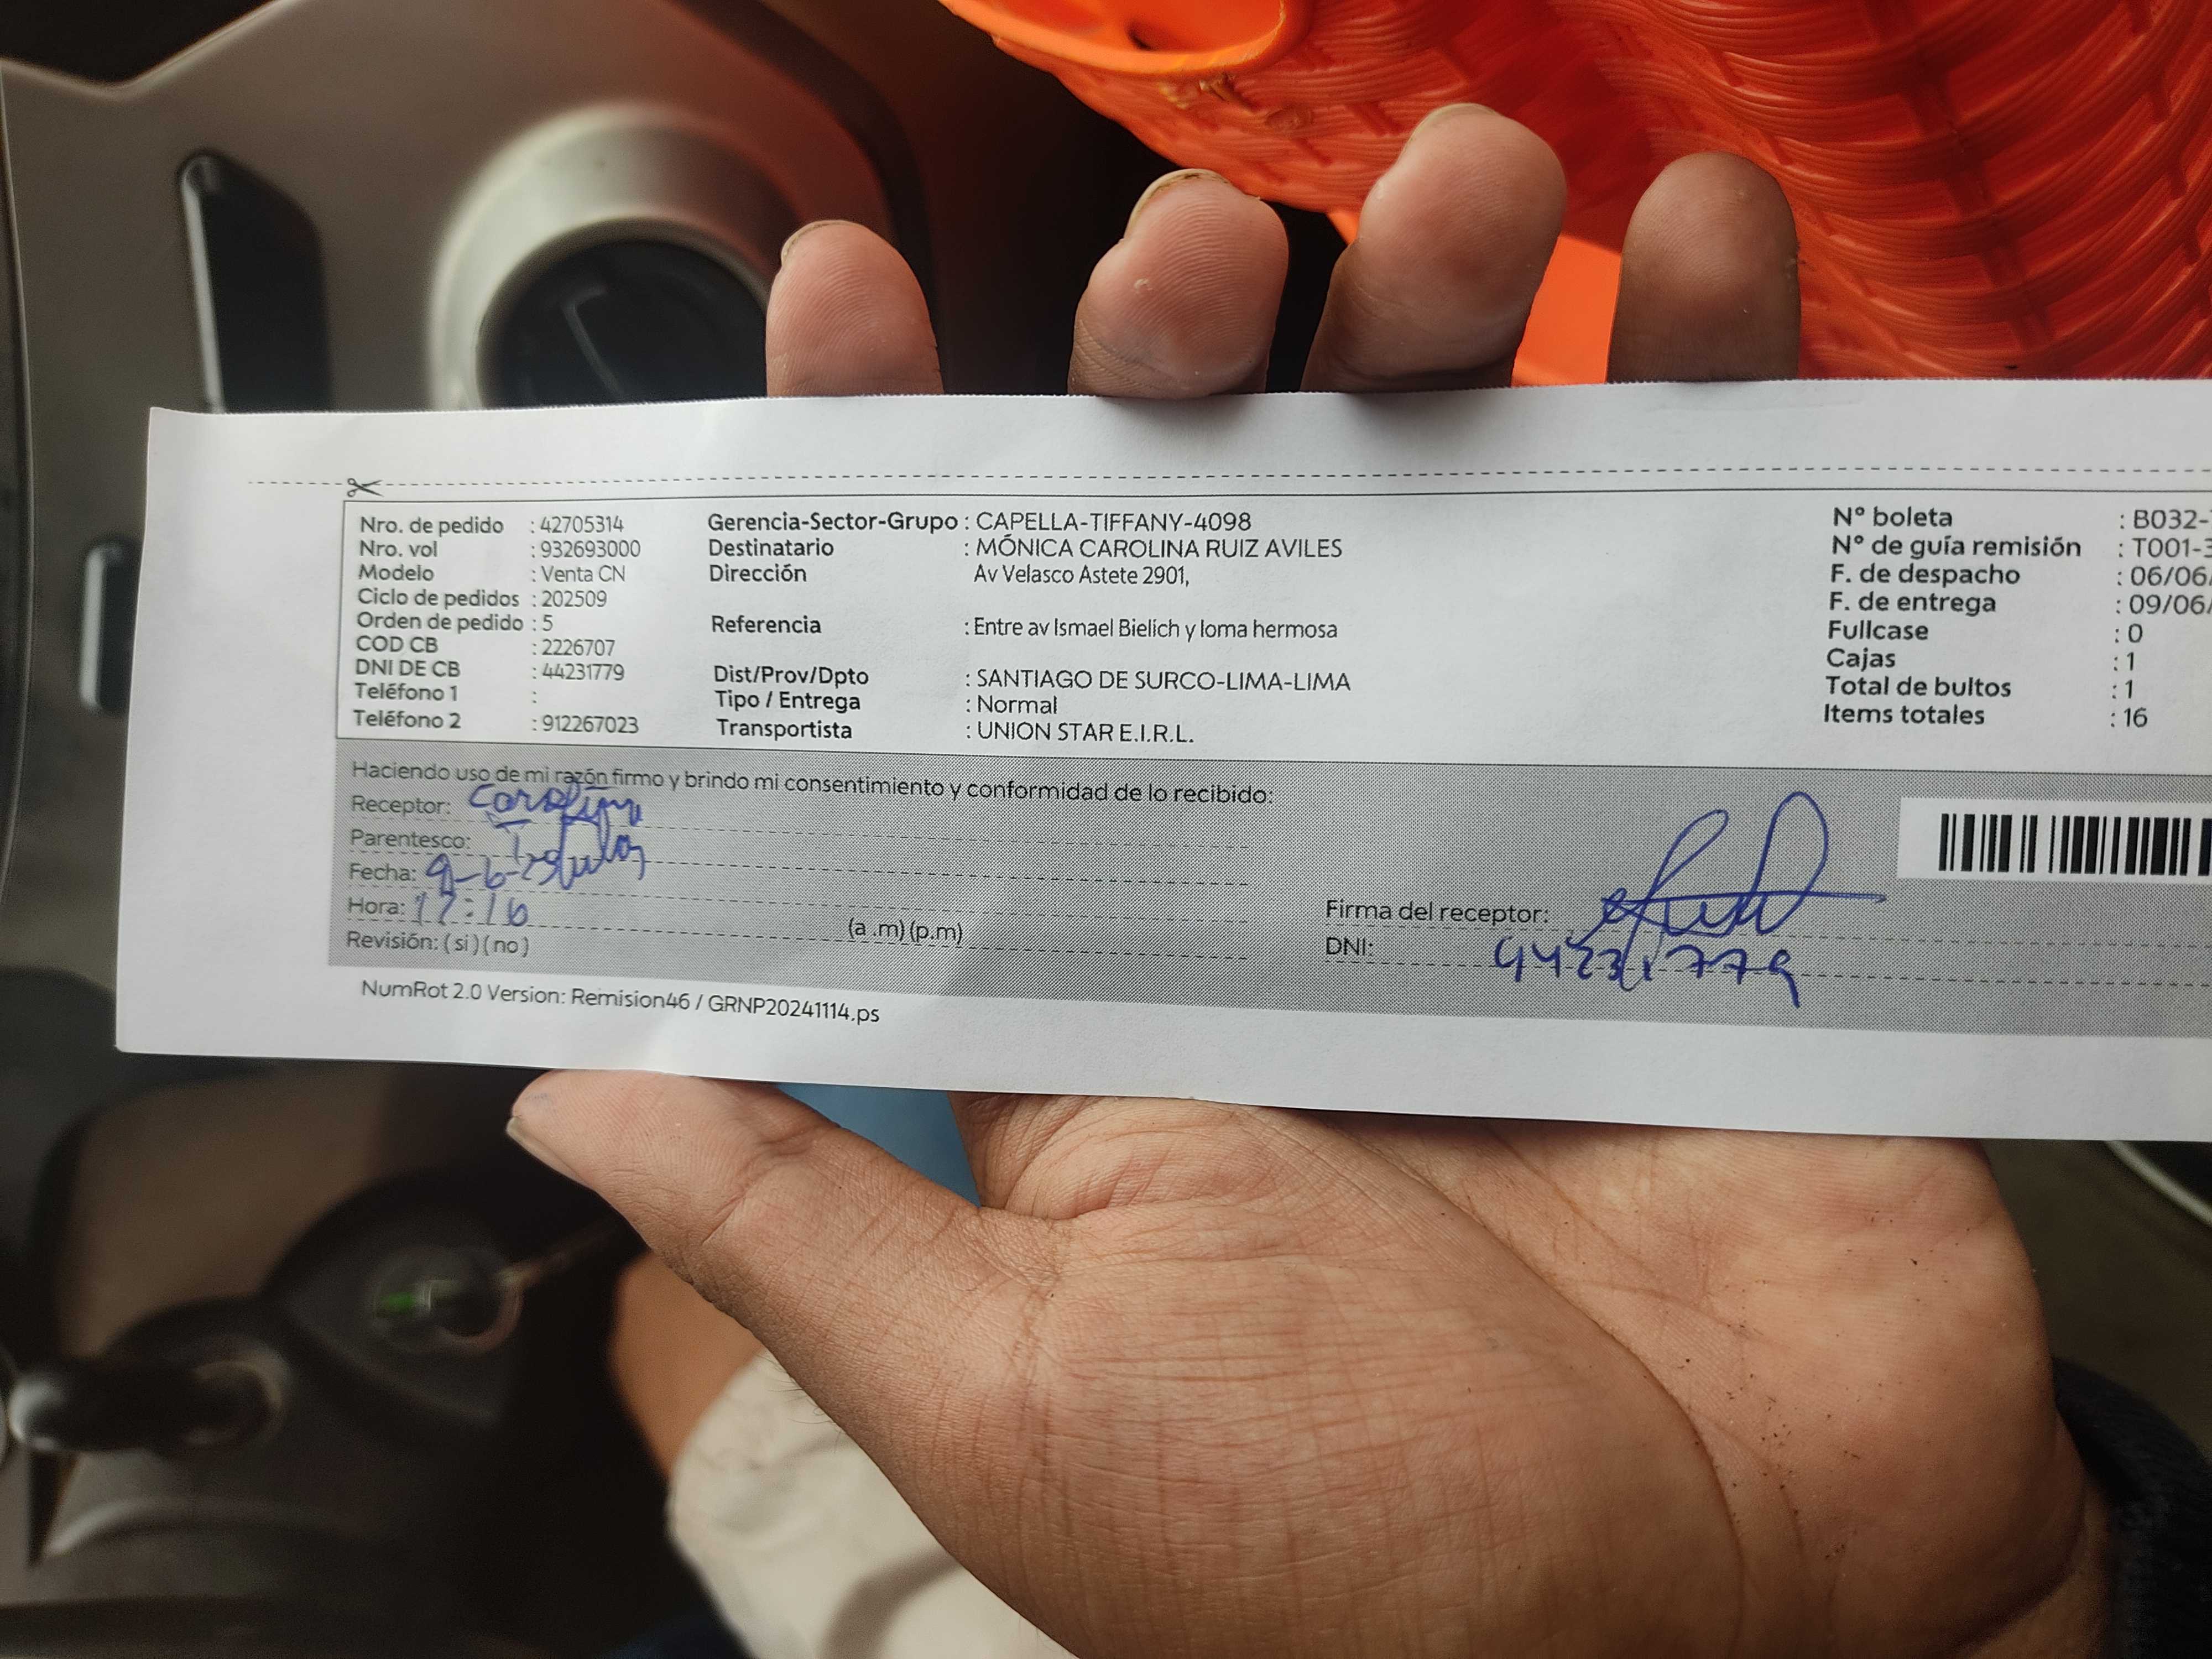 Nro. de pedido : 42705314
Nro. vol : 932693000
Modelo : Venta CN
Ciclo de pedidos : 202509
Orden de pedido : 5
COD CB : 2226707
DNI DE CB : 44231779
Teléfono 1 :
Teléfono 2 : 912267023
Gerencia-Sector-Grupo : CAPELLA-TIFFANY-4098
Destinatario : MÓNICA CAROLINA RUIZ AVILES
Dirección Av Velasco Astete 2901,
Referencia : Entre av Ismael Bielich y loma hermosa
Dist/Prov/Dpto : SANTIAGO DE SURCO-LIMA-LIMA
Tipo / Entrega : Normal
Transportista : UNION STAR E.I.R.L.
N° boleta : B032-
N° de guía remisión : T001-3
F. de despacho : 06/06/
F. de entrega : 09/06/
Fullcase : 0
Cajas : 1
Total de bultos : 1
Items totales : 16
Haciendo uso de mi razón firmo y brindo mi consentimiento y conformidad de lo recibido:
Receptor: Carolina
Parentesco: Titular
Fecha: 9-6-25
Hora: 12:16 (a .m) (p.m)
Revisión: ( si ) ( no )
Firma del receptor:
DNI: 44231779
NumRot 2.0 Version: Remision46 / GRNP20241114.ps